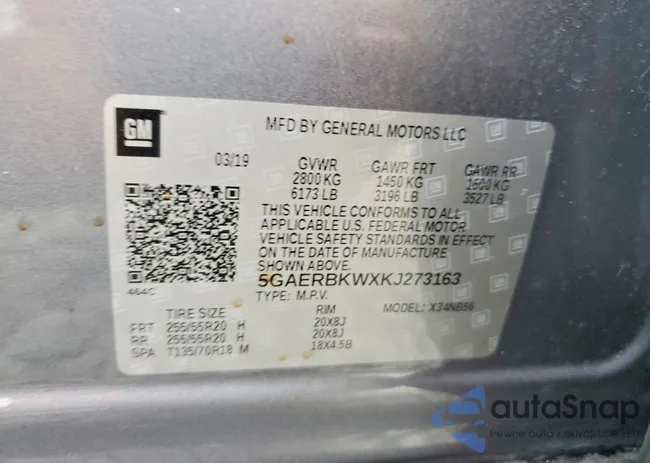 GM
MFD BY GENERAL MOTORS LLC
03/19 GVWR GAWR FRT GAWR RR
2800 KG 1450 KG 1600 KG
6173 LB 3196 LB 3527 LB
THIS VEHICLE CONFORMS TO ALL
APPLICABLE U.S. FEDERAL MOTOR
VEHICLE SAFETY STANDARDS IN EFFECT
ON THE DATE OF MANUFACTURE
SHOWN ABOVE.
464C
5GAERBKWXKJ273163
TYPE: M.P.V. MODEL: X34NB56
TIRE SIZE RIM
FRT 255/55R20 H 20X8J
RR 255/55R20 H 20X8J
SPA T135/70R18 M 18X4.5B
autoSnap
Pewne auto z aukcji